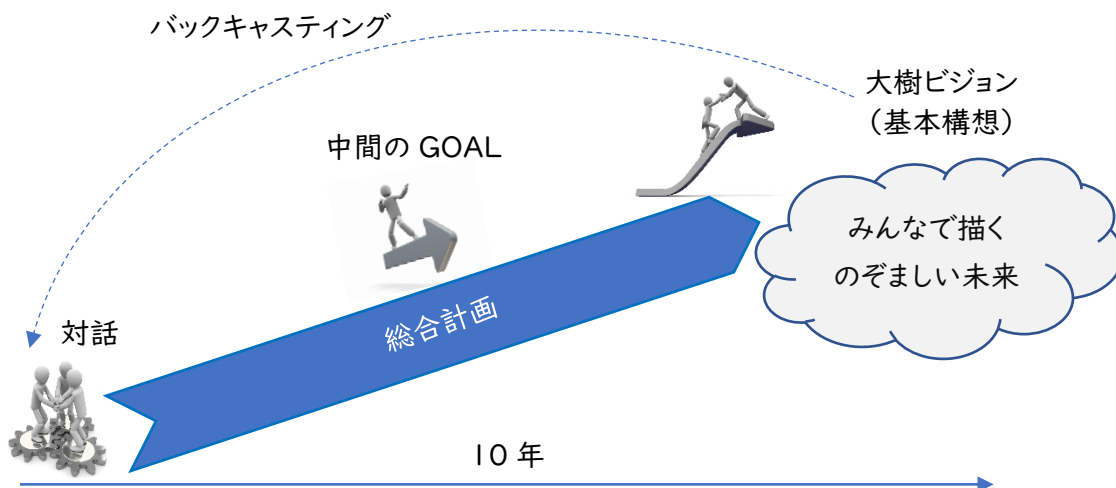 バックキャスティング
大樹ビジョン
（基本構想）
中間の GOAL
みんなで描く
のぞましい未来
総合計画
対話
10 年